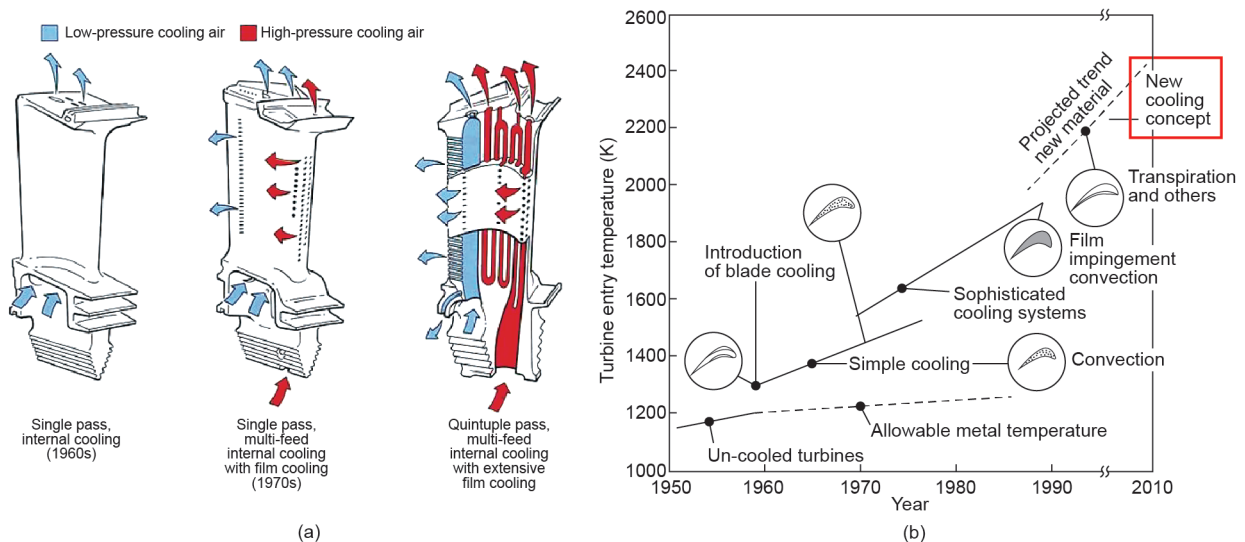 Low-pressure cooling air
High-pressure cooling air
Single pass,
internal cooling
(1960s)
Single pass,
multi-feed
internal cooling
with film cooling
(1970s)
Quintuple pass,
multi-feed
internal cooling
with extensive
film cooling
(a)
Turbine entry temperature (K)
2600
2400
2200
2000
1800
1600
1400
1200
1000
Projected trend
new material
New
cooling
concept
Transpiration
and others
Introduction
of blade cooling
Film
impingement
convection
Sophisticated
cooling systems
Simple cooling
Convection
Allowable metal temperature
Un-cooled turbines
1950
1960
1970
1980
1990
2010
Year
(b)